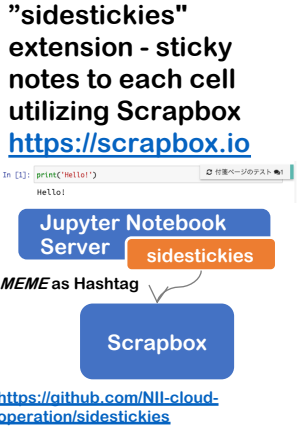 ”sidestickies"
extension - sticky
notes to each cell
utilizing Scrapbox
https://scrapbox.io
In [1]: print('Hello!')
付箋ページのテスト 1
Hello!
Jupyter Notebook
Server
sidestickies
MEME as Hashtag
Scrapbox
https://github.com/NII-cloud-
operation/sidestickies